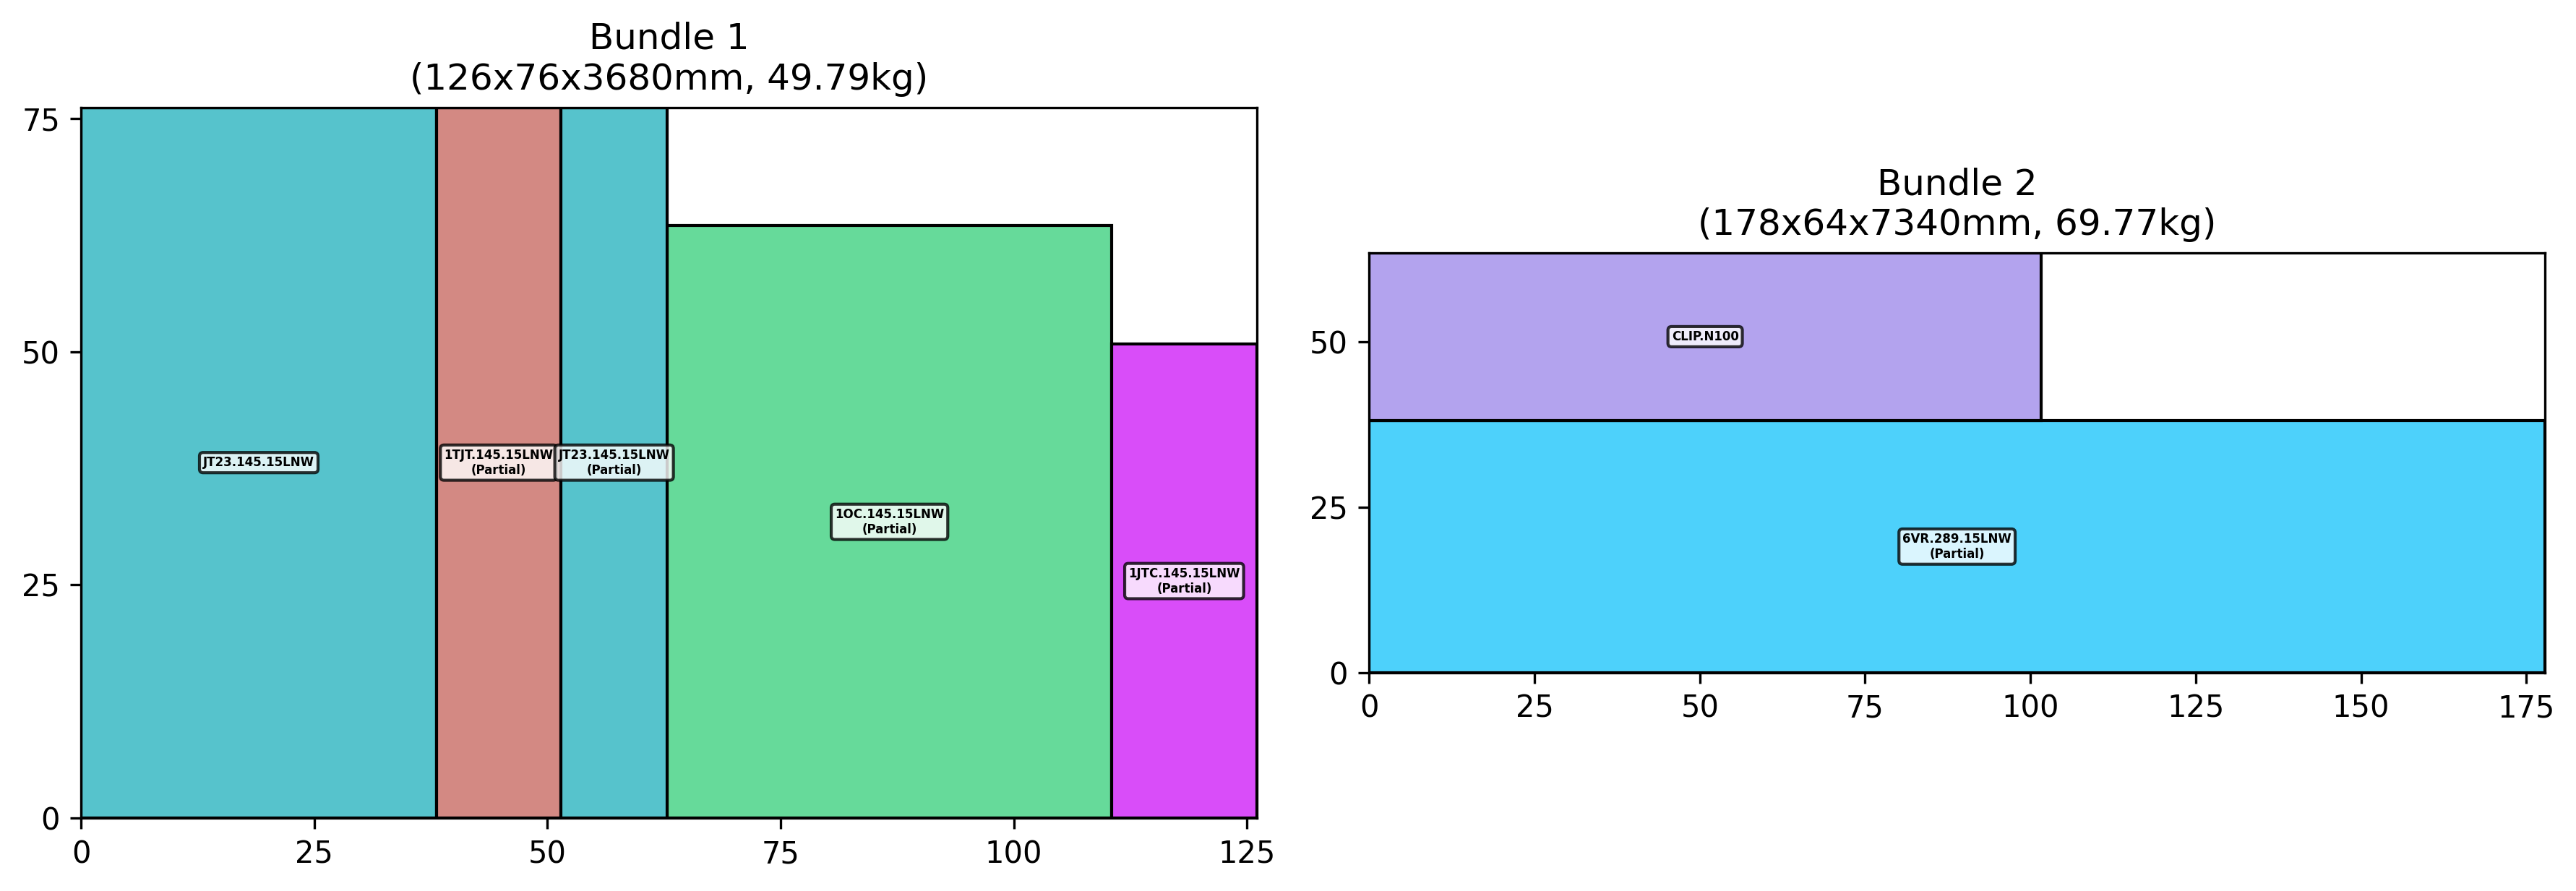 Bundle 1
(126x76x3680mm, 49.79kg)
75
50
25
0
0 25 50 75 100 125
JT23.145.15LNW
1TJT.145.15LNW
(Partial)
JT23.145.15LNW
(Partial)
1OC.145.15LNW
(Partial)
1JTC.145.15LNW
(Partial)
Bundle 2
(178x64x7340mm, 69.77kg)
50
25
0
0 25 50 75 100 125 150 175
CLIP.N100
6VR.289.15LNW
(Partial)